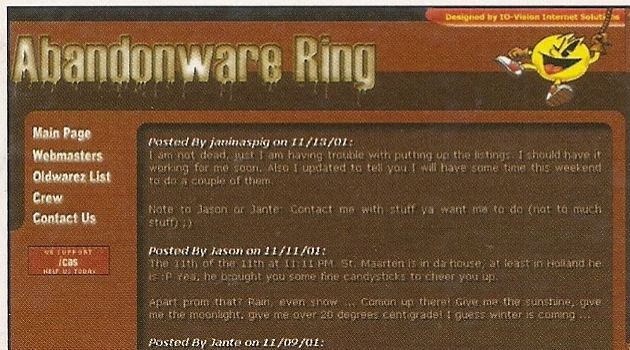 Designed by IO-Vision Internet Solutions
Abandonware Ring
Main Page
Webmasters
Oldwarez List
Crew
Contact Us
WE SUPPORT
/cas
HELP US TODAY
Posted By janinaspig on 11/13/01:
I am not dead, just I am having trouble with putting up the listings. I should have it
working for me soon. Also I updated to tell you I will have some time this weekend
to do a couple of them.
Note to Jason or Jante: Contact me with stuff ya want me to do (not to much
stuff) ;)
Posted By Jason on 11/11/01:
The 11th of the 11th at 11:11 PM. St. Maarten is in da house, at least in Holland he
is :P Yea, he brought you some fine candysticks to cheer you up.
Apart prom that? Rain, even snow ... Comon up there! Give me the sunshine, give
me the moonlight, give me over 20 degrees centigrade! I guess winter is coming ...
Posted By Jante on 11/09/01: